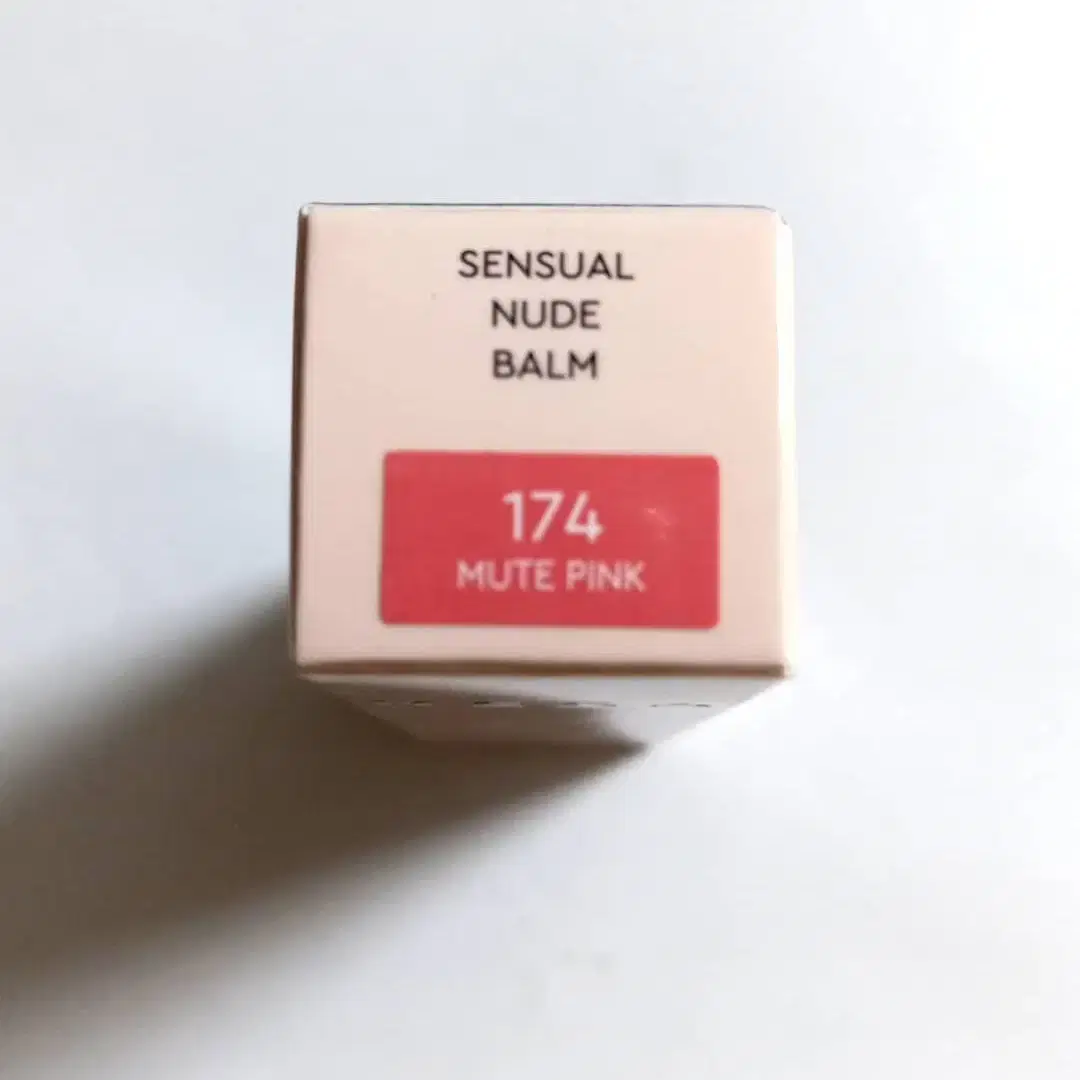 SENSUAL
NUDE
BALM
174
MUTE PINK